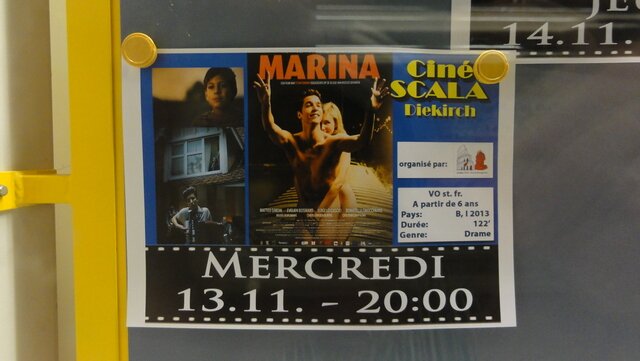 JE
14.11.
MARINA
Ciné
SCALA
Diekirch
organisé par:
VO st. fr.
A partir de 6 ans
Pays: B, I 2013
Durée: 122'
Genre: Drame
MERCREDI
13.11. - 20:00